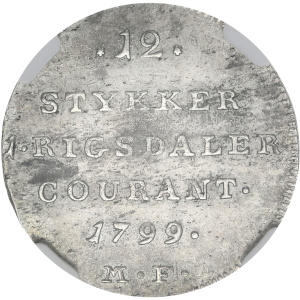 · 12 ·
STYKKER
1 · RIGSDALER
COURANT ·
1799 ·
M · F ·